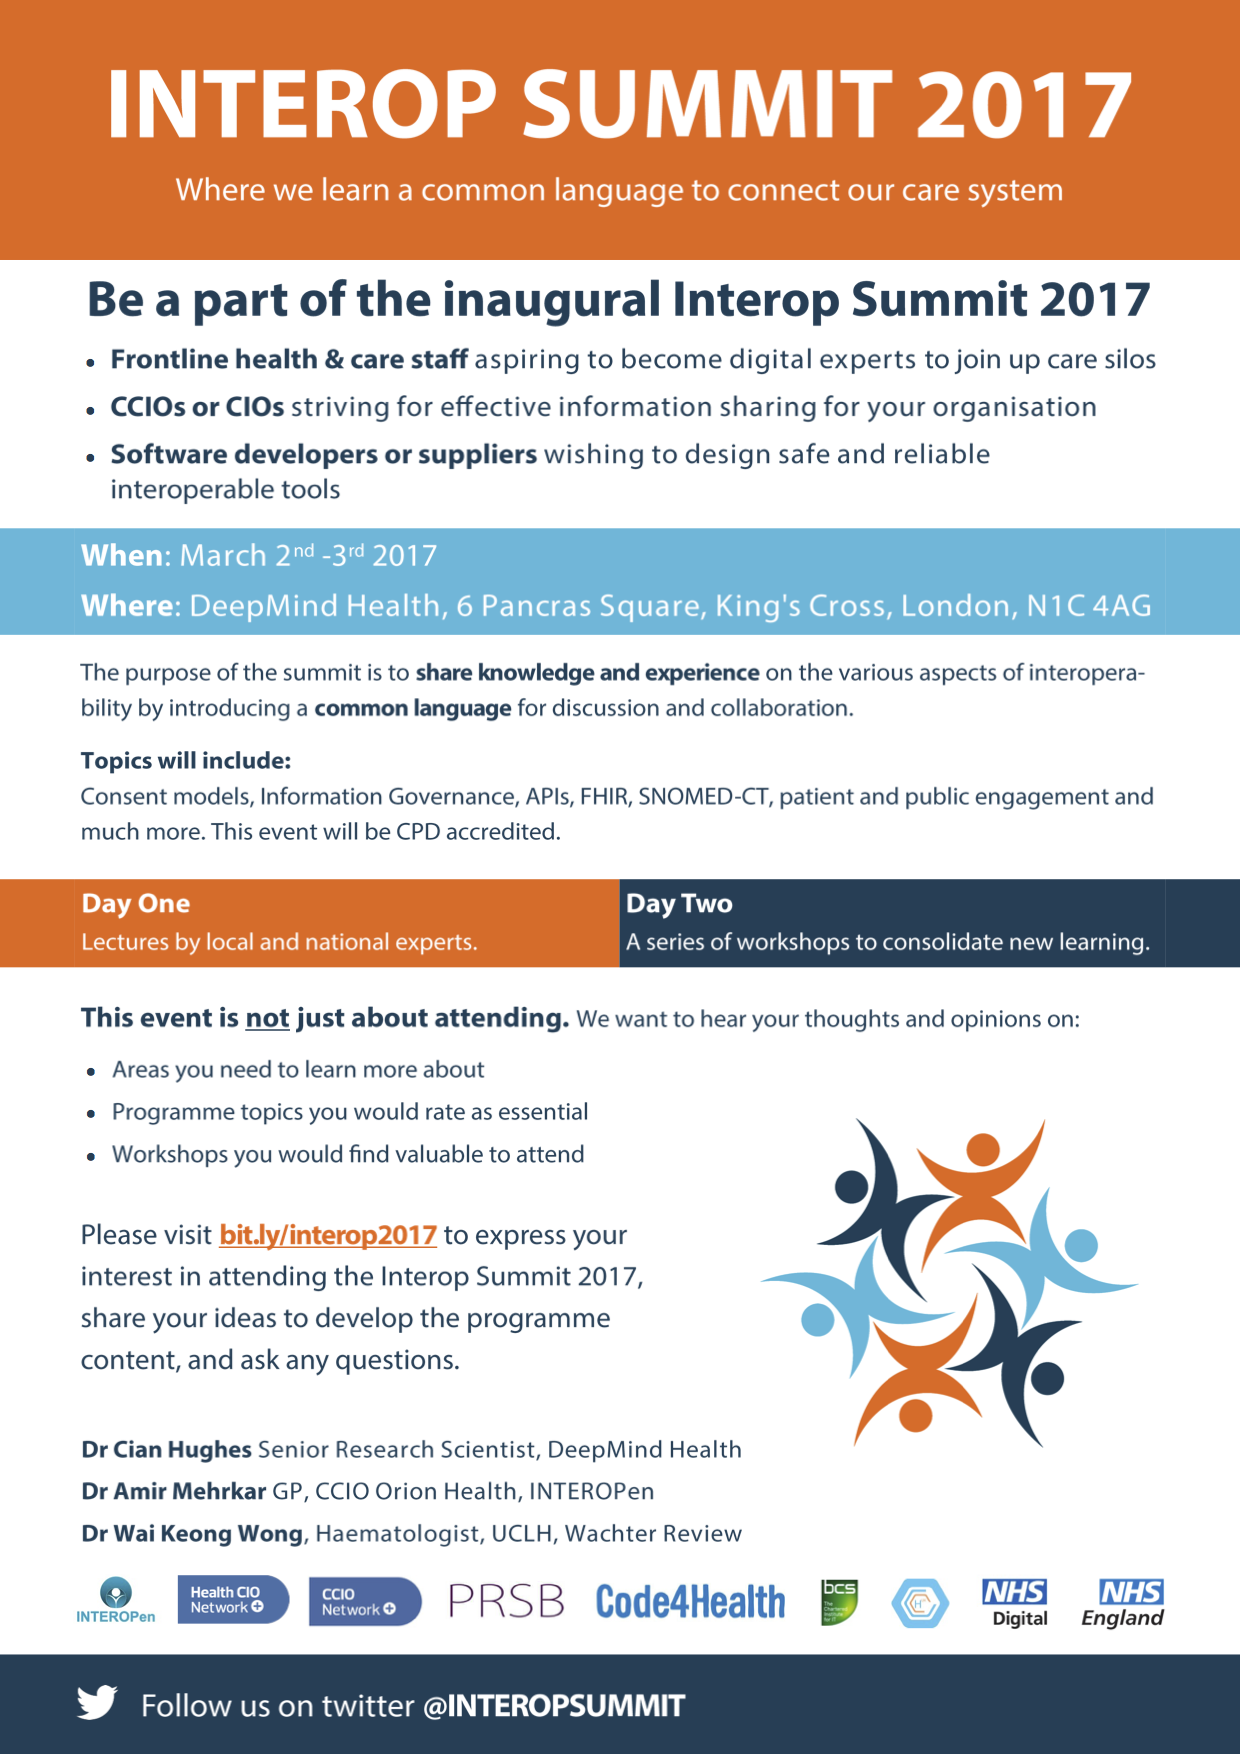 INTEROP SUMMIT 2017
Where we learn a common language to connect our care system
Be a part of the inaugural Interop Summit 2017
• Frontline health & care staff aspiring to become digital experts to join up care silos
• CCIOs or CIOs striving for effective information sharing for your organisation
• Software developers or suppliers wishing to design safe and reliable
interoperable tools
When: March 2nd -3rd 2017
Where: DeepMind Health, 6 Pancras Square, King's Cross, London, N1C 4AG
The purpose of the summit is to share knowledge and experience on the various aspects of interopera-
bility by introducing a common language for discussion and collaboration.
Topics will include:
Consent models, Information Governance, APIs, FHIR, SNOMED-CT, patient and public engagement and
much more. This event will be CPD accredited.
Day One
Lectures by local and national experts.
Day Two
A series of workshops to consolidate new learning.
This event is not just about attending. We want to hear your thoughts and opinions on:
• Areas you need to learn more about
• Programme topics you would rate as essential
• Workshops you would find valuable to attend
Please visit bit.ly/interop2017 to express your
interest in attending the Interop Summit 2017,
share your ideas to develop the programme
content, and ask any questions.
Dr Cian Hughes Senior Research Scientist, DeepMind Health
Dr Amir Mehrkar GP, CCIO Orion Health, INTEROPen
Dr Wai Keong Wong, Haematologist, UCLH, Wachter Review
INTEROPen
Health CIO
Network
CCIO
Network
PRSB
Code4Health
bcs
The
Chartered
Institute
for IT
NHS
Digital
NHS
England
Follow us on twitter @INTEROPSUMMIT